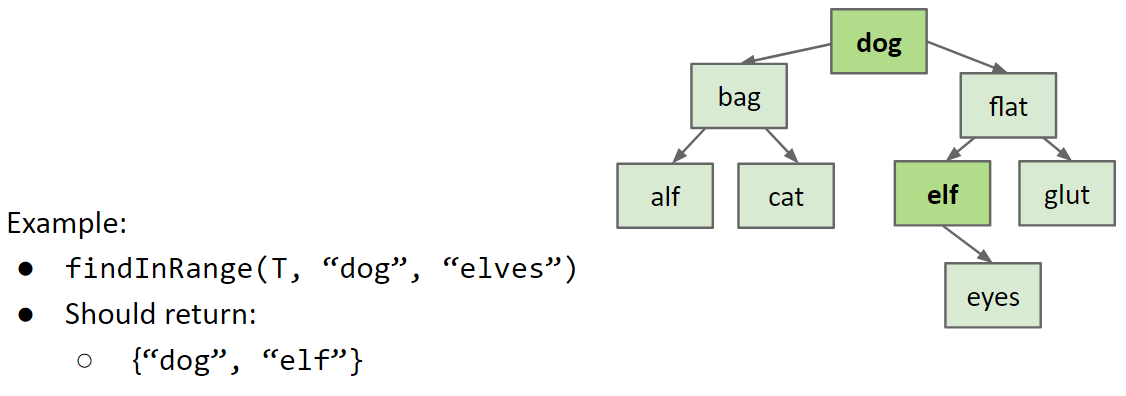 dog
bag
flat
alf
cat
elf
glut
eyes
Example:
● findInRange(T, “dog”, “elves”)
● Should return:
○ {“dog”, “elf”}